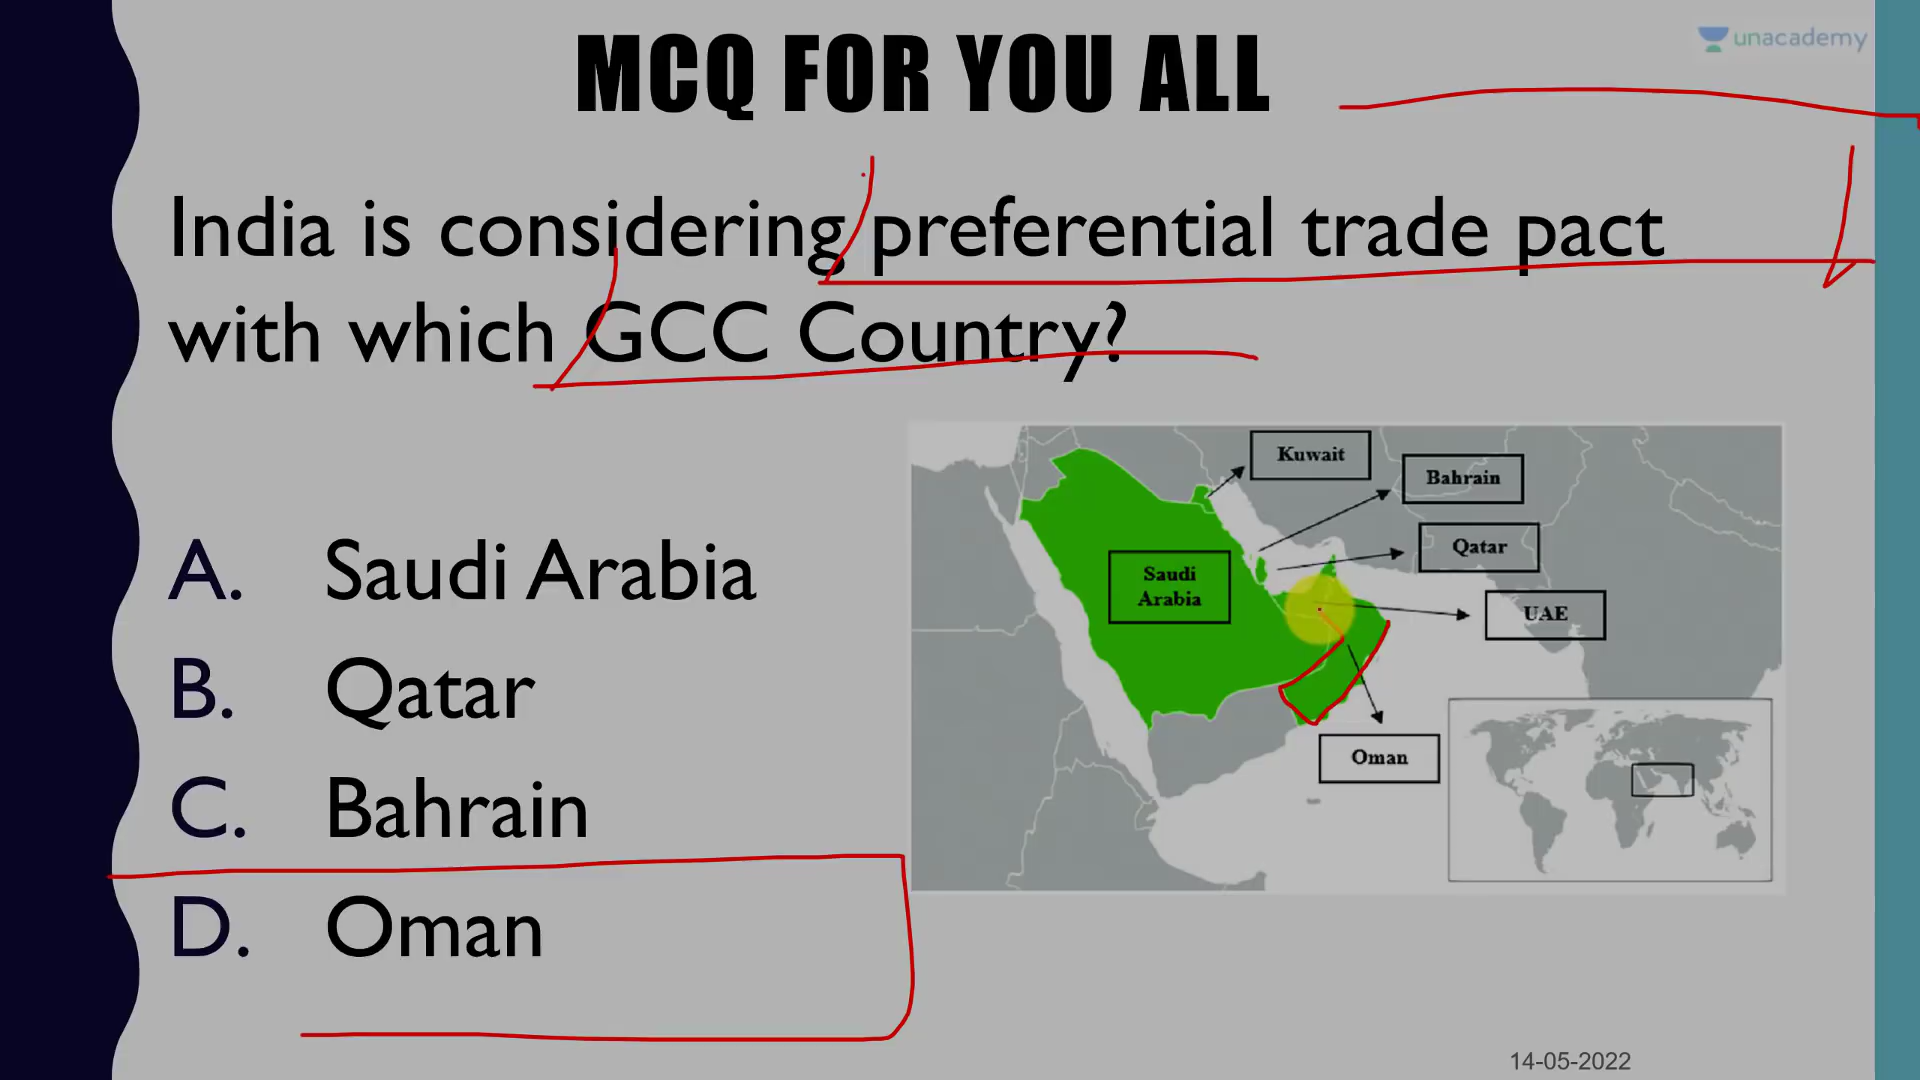 MCQ FOR YOU ALL
unacademy
India is considering preferential trade pact
with which GCC Country?
A. Saudi Arabia
B. Qatar
C. Bahrain
D. Oman
Kuwait
Bahrain
Qatar
Saudi
Arabia
UAE
Oman
14-05-2022